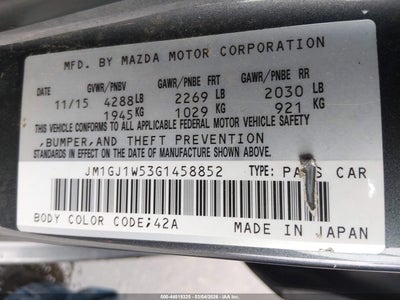 MFD. BY MAZDA MOTOR CORPORATION
GVWR/PNBV GAWR/PNBE FRT GAWR/PNBE RR
11/15 4288LB 2269 LB 2030 LB
1945KG 1029 KG 921 KG
THIS VEHICLE CONFORMS TO ALL APPLICABLE FEDERAL MOTOR VEHICLE SAFETY
,BUMPER,AND THEFT PREVENTION
STANDARDS IN EFFECT ON THE DATE OF MANUFACTURE SHOWN ABOVE.
JM1GJ1W53G1458852 TYPE: PASS CAR
BODY COLOR CODE;42A MADE IN JAPAN